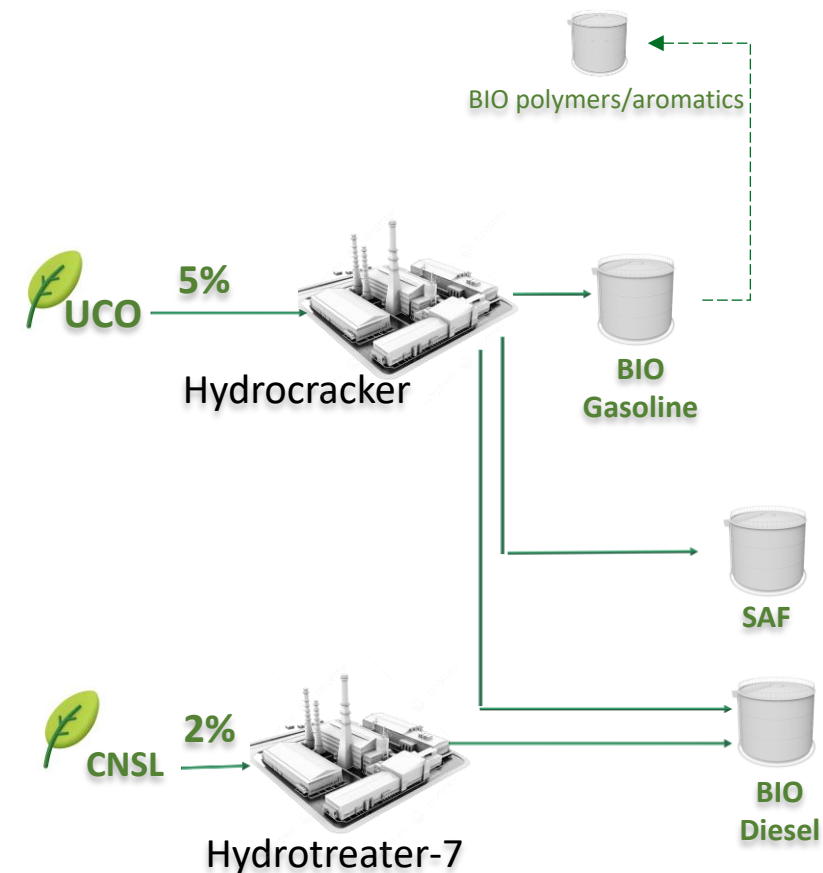 BIO polymers/aromatics
5%
UCO
Hydrocracker
BIO
Gasoline
SAF
2%
CNSL
BIO
Diesel
Hydrotreater-7